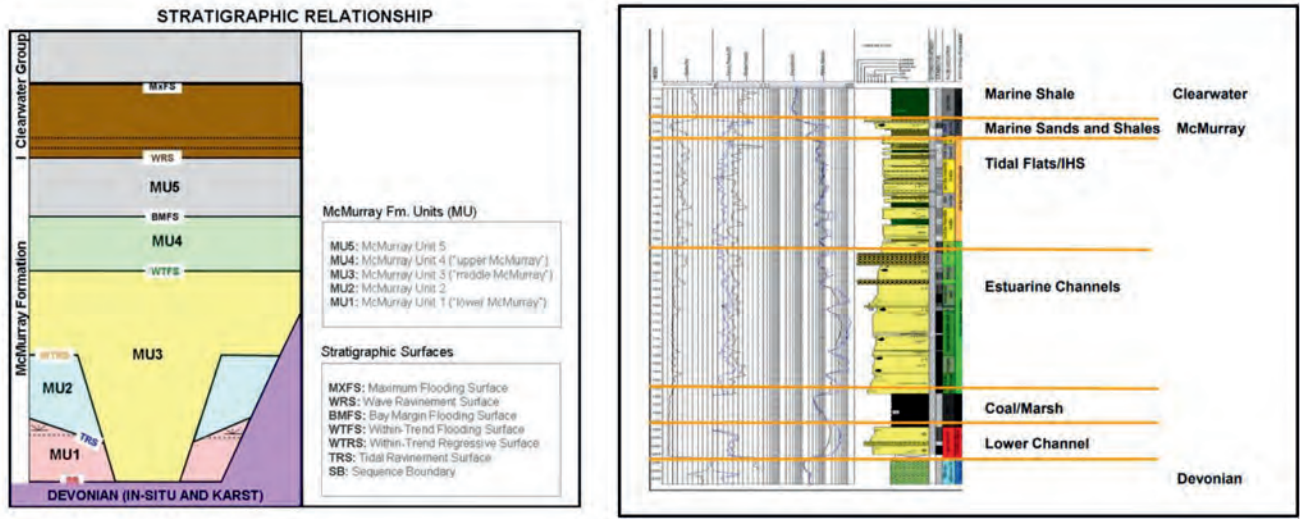 STRATIGRAPHIC RELATIONSHIP
Clearwater Group
MxFS
WRS
MU5
BMFS
MU4
WTFS
McMurray Formation
MU3
WTRS
MU2
TRS
MU1
SB
DEVONIAN (IN-SITU AND KARST)
McMurray Fm. Units (MU)
MU5: McMurray Unit 5
MU4: McMurray Unit 4 ("upper McMurray")
MU3: McMurray Unit 3 ("middle McMurray")
MU2: McMurray Unit 2
MU1: McMurray Unit 1 ("lower McMurray")
Stratigraphic Surfaces
MXFS: Maximum Flooding Surface
WRS: Wave Ravinement Surface
BMFS: Bay Margin Flooding Surface
WTFS: Within-Trend Flooding Surface
WTRS: Within-Trend Regressive Surface
TRS: Tidal Ravinement Surface
SB: Sequence Boundary
Marine Shale Clearwater
Marine Sands and Shales McMurray
Tidal Flats/IHS
Estuarine Channels
Coal/Marsh
Lower Channel
Devonian